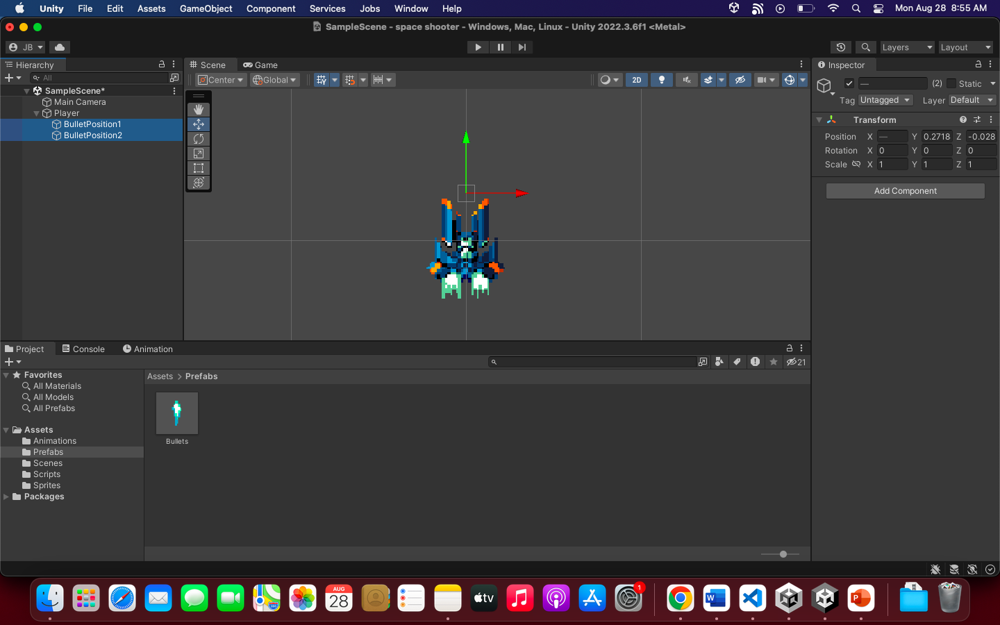 Unity File Edit Assets GameObject Component Services Jobs Window Help Mon Aug 28 8:55 AM
SampleScene - space shooter - Windows, Mac, Linux - Unity 2022.3.6f1 <Metal>
JB Layers Layout
Hierarchy
All
SampleScene*
Main Camera
Player
BulletPosition1
BulletPosition2
Scene Game
Center Global 2D
Inspector
— (2) Static
Tag Untagged Layer Default
Transform
Position X — Y 0.2718 Z -0.028
Rotation X 0 Y 0 Z 0
Scale X 1 Y 1 Z 1
Add Component
Project Console Animation
21
Favorites
All Materials
All Models
All Prefabs
Assets
Animations
Prefabs
Scenes
Scripts
Sprites
Packages
Assets > Prefabs
Bullets
AUG
28
tv
1
W
P